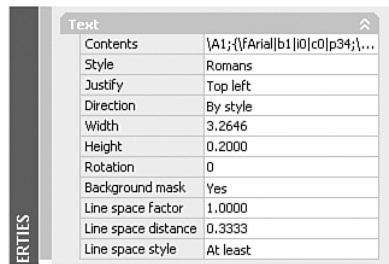 Text
Contents \A1;{\fArial|b1|i0|c0|p34;\...
Style Romans
Justify Top left
Direction By style
Width 3.2646
Height 0.2000
Rotation 0
Background mask Yes
Line space factor 1.0000
Line space distance 0.3333
Line space style At least
ERTIES